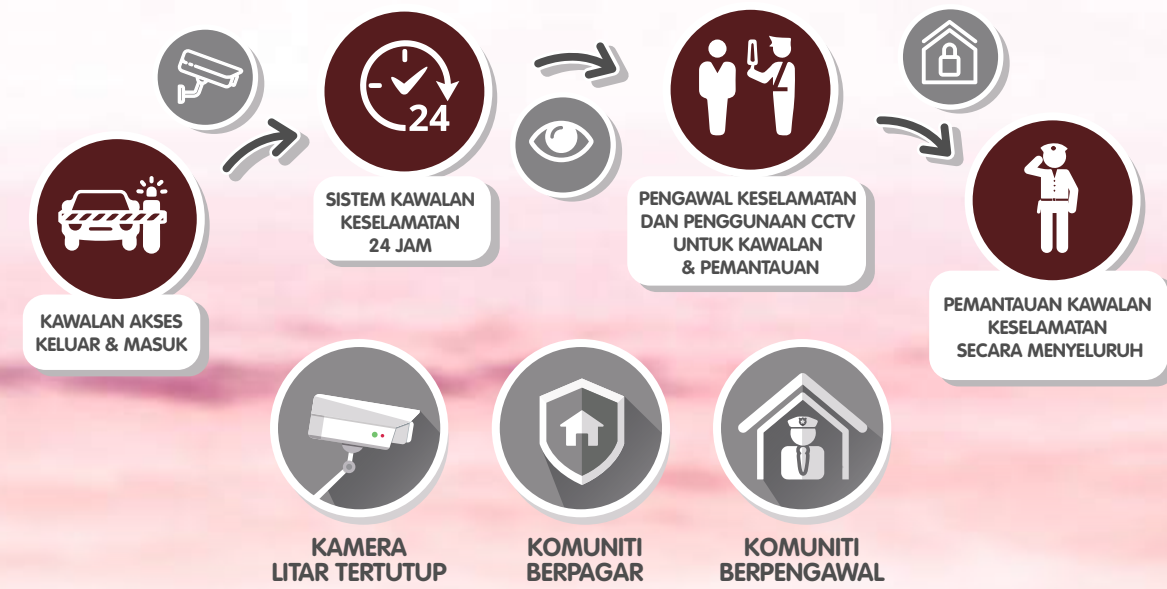 KAWALAN AKSES
KELUAR & MASUK
24
SISTEM KAWALAN
KESELAMATAN
24 JAM
PENGAWAL KESELAMATAN
DAN PENGGUNAAN CCTV
UNTUK KAWALAN
& PEMANTAUAN
PEMANTAUAN KAWALAN
KESELAMATAN
SECARA MENYELURUH
KAMERA
LITAR TERTUTUP
KOMUNITI
BERPAGAR
KOMUNITI
BERPENGAWAL